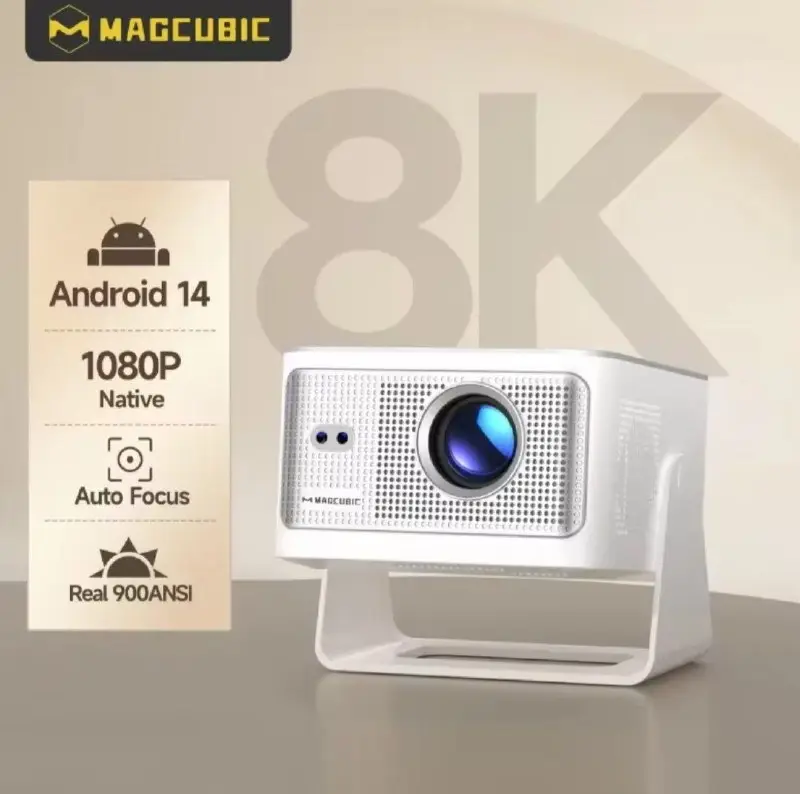 MAGCUBIC
8K
Android 14
1080P
Native
Auto Focus
Real 900ANSI
MAGCUBIC